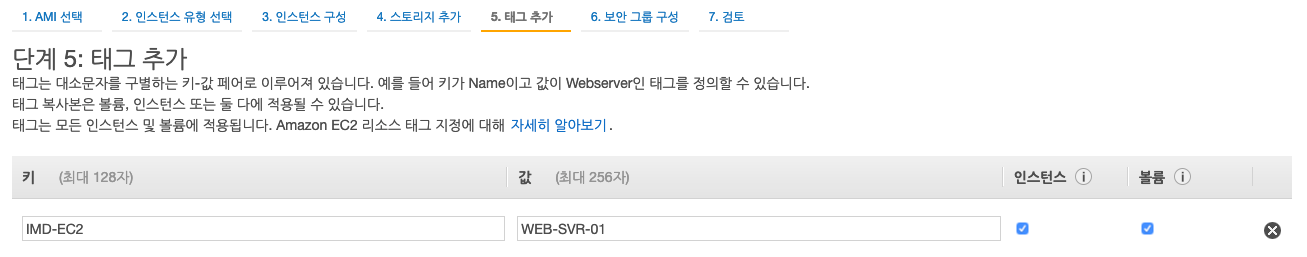 1. AMI 선택 2. 인스턴스 유형 선택 3. 인스턴스 구성 4. 스토리지 추가 5. 태그 추가 6. 보안 그룹 구성 7. 검토
단계 5: 태그 추가
태그는 대소문자를 구별하는 키-값 페어로 이루어져 있습니다. 예를 들어 키가 Name이고 값이 Webserver인 태그를 정의할 수 있습니다.
태그 복사본은 볼륨, 인스턴스 또는 둘 다에 적용될 수 있습니다.
태그는 모든 인스턴스 및 볼륨에 적용됩니다. Amazon EC2 리소스 태그 지정에 대해 자세히 알아보기.
키 (최대 128자) 값 (최대 256자) 인스턴스 볼륨
IMD-EC2 WEB-SVR-01